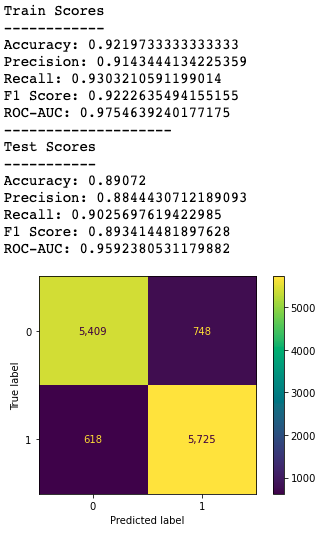 Train Scores
------------
Accuracy: 0.9219733333333333
Precision: 0.9143444134225359
Recall: 0.9303210591199014
F1 Score: 0.9222635494155155
ROC-AUC: 0.9754639240177175
--------------------
Test Scores
-----------
Accuracy: 0.89072
Precision: 0.8844430712189093
Recall: 0.9025697619422985
F1 Score: 0.893414481897628
ROC-AUC: 0.9592380531179882
5,409 748
618 5,725
0
1
True label
0 1
Predicted label
5000
4000
3000
2000
1000